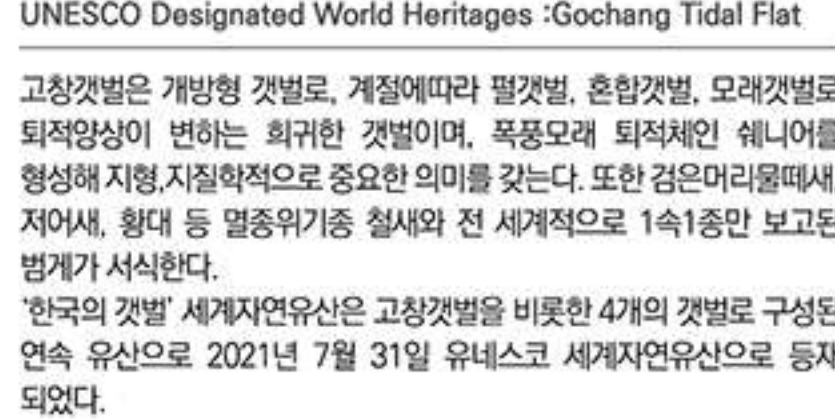 UNESCO Designated World Heritages :Gochang Tidal Flat
고창갯벌은 개방형 갯벌로, 계절에따라 펄갯벌, 혼합갯벌, 모래갯벌로
퇴적양상이 변하는 희귀한 갯벌이며, 폭풍모래 퇴적체인 쉐니어를
형성해 지형,지질학적으로 중요한 의미를 갖는다. 또한 검은머리물떼새,
저어새, 황대 등 멸종위기종 철새와 전 세계적으로 1속1종만 보고된
범게가 서식한다.
'한국의 갯벌' 세계자연유산은 고창갯벌을 비롯한 4개의 갯벌로 구성된
연속 유산으로 2021년 7월 31일 유네스코 세계자연유산으로 등재
되었다.